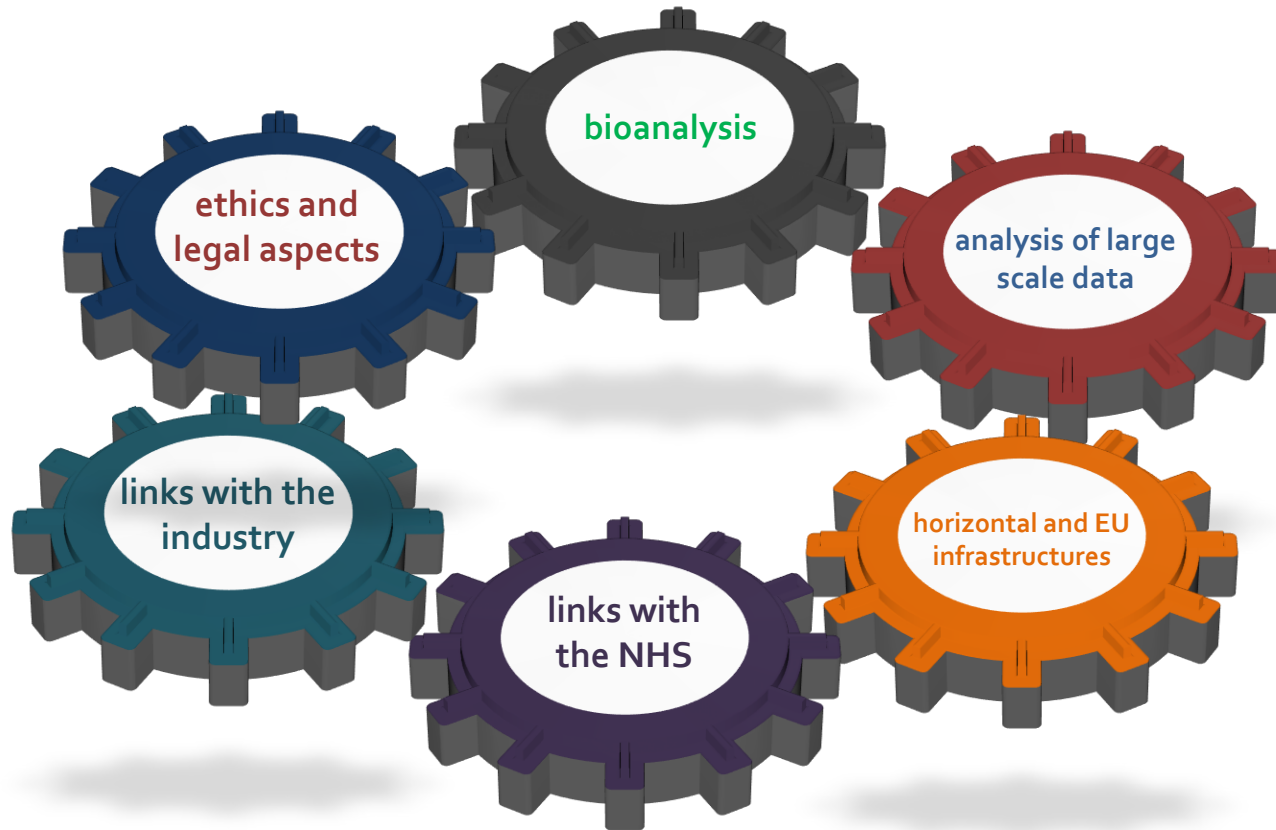 bioanalysis
ethics and
legal aspects
analysis of large
scale data
links with the
industry
horizontal and EU
infrastructures
links with
the NHS